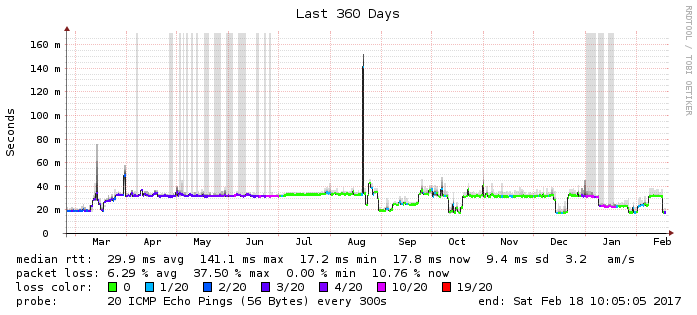 Last 360 Days
RRDTOOL / TOBI OETIKER
Seconds
160 m
140 m
120 m
100 m
80 m
60 m
40 m
20 m
0
Mar Apr May Jun Jul Aug Sep Oct Nov Dec Jan Feb
median rtt: 29.9 ms avg 141.1 ms max 17.2 ms min 17.8 ms now 9.4 ms sd 3.2 am/s
packet loss: 6.29 % avg 37.50 % max 0.00 % min 10.76 % now
loss color: 0 1/20 2/20 3/20 4/20 10/20 19/20
probe: 20 ICMP Echo Pings (56 Bytes) every 300s end: Sat Feb 18 10:05:05 2017